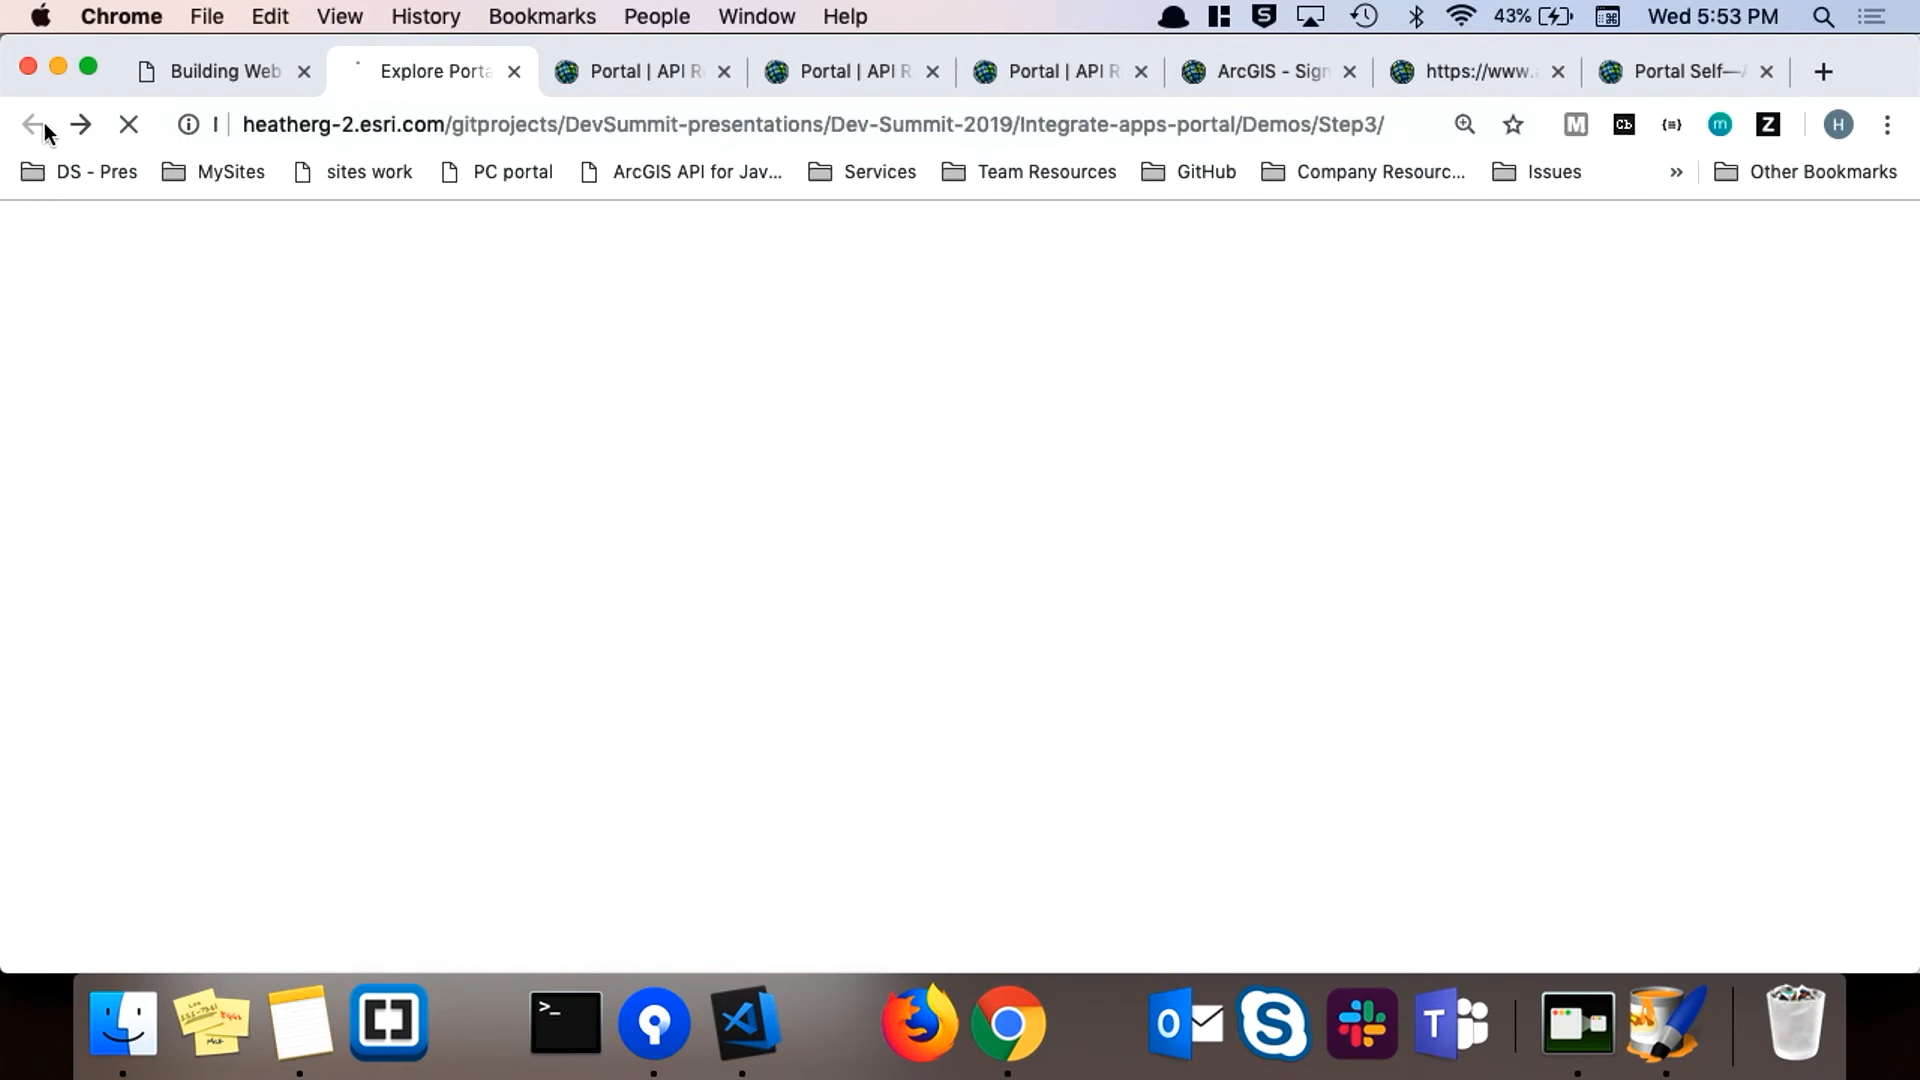 Chrome File Edit View History Bookmarks People Window Help 43% Wed 5:53 PM
Building Web Explore Porta Portal | API R Portal | API R Portal | API R ArcGIS - Sign https://www. Portal Self—
heatherg-2.esri.com/gitprojects/DevSummit-presentations/Dev-Summit-2019/Integrate-apps-portal/Demos/Step3/
DS - Pres MySites sites work PC portal ArcGIS API for Jav... Services Team Resources GitHub Company Resourc... Issues » Other Bookmarks